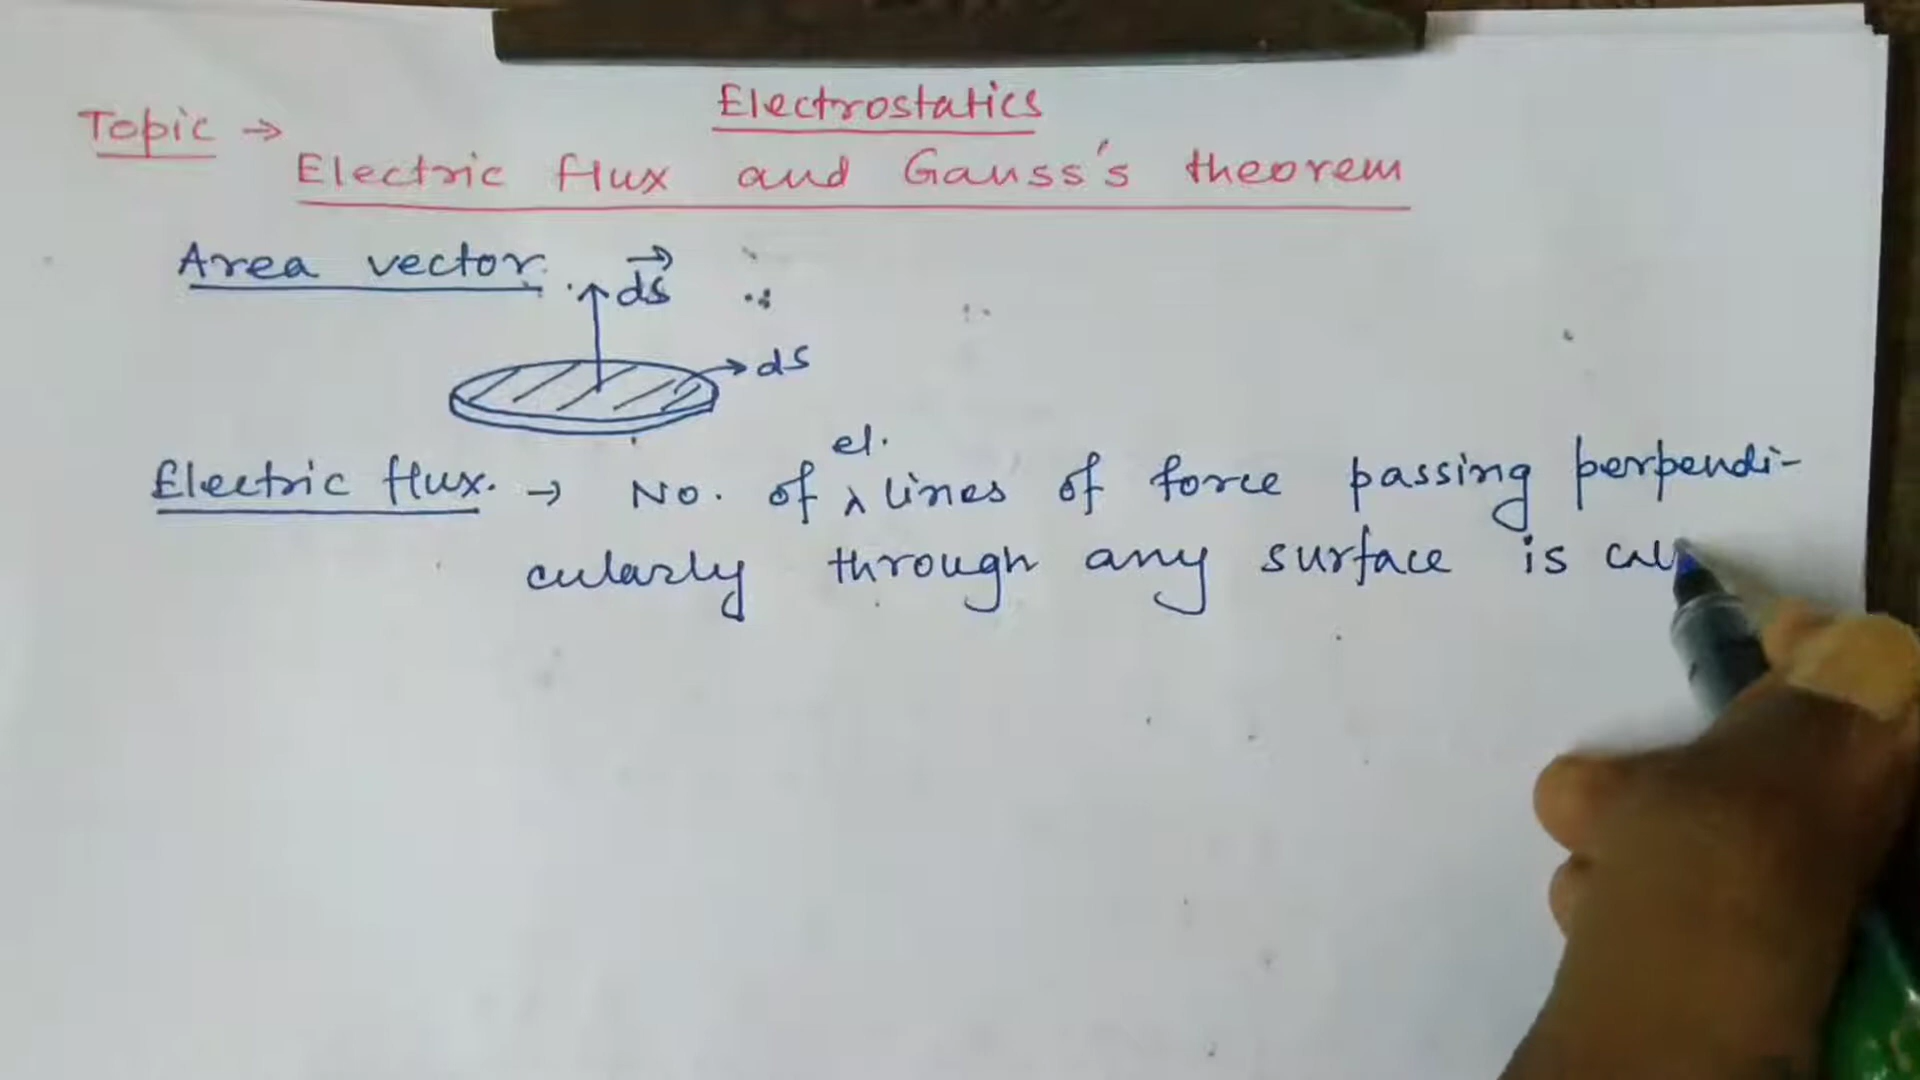 Electrostatics
Topic →
Electric flux and Gauss's theorem
Area vector.
ds
ds
el.
Electric flux. → No. of λ lines of force passing perpendi-
cularly through any surface is